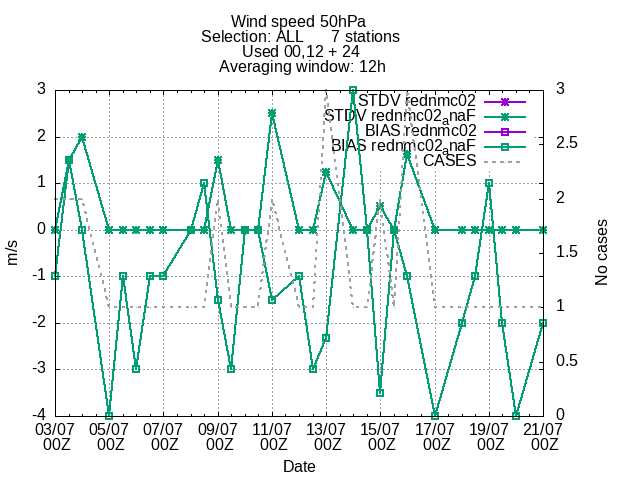 Wind speed 50hPa
Selection: ALL 7 stations
Used 00,12 + 24
Averaging window: 12h
STDV rednmc02
STDV rednmc02anaF
BIAS rednmc02
BIAS rednmc02anaF
CASES
3
2
1
0
-1
-2
-3
-4
m/s
3
2.5
2
1.5
1
0.5
0
No cases
03/07 05/07 07/07 09/07 11/07 13/07 15/07 17/07 19/07 21/07
00Z 00Z 00Z 00Z 00Z 00Z 00Z 00Z 00Z 00Z
Date